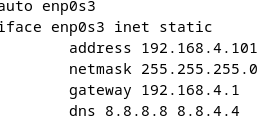 auto enp0s3
iface enp0s3 inet static
        address 192.168.4.101
        netmask 255.255.255.0
        gateway 192.168.4.1
        dns 8.8.8.8 8.8.4.4